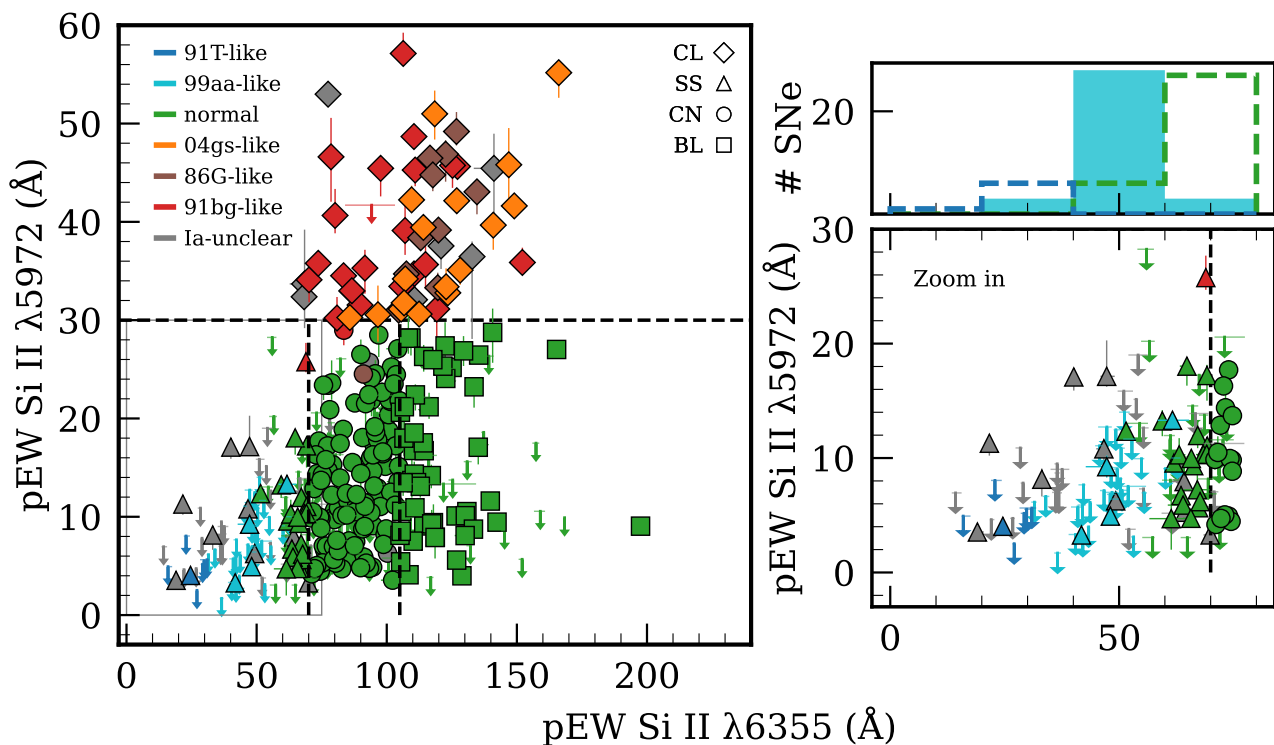 60
50
40
30
20
10
0
0
50
100
150
200
pEW Si II λ5972 (Å)
91T-like
99aa-like
normal
04gs-like
86G-like
91bg-like
Ia-unclear
CL
SS
CN
BL
# SNe
20
30
20
10
0
0
50
pEW Si II λ5972 (Å)
Zoom in
pEW Si II λ6355 (Å)